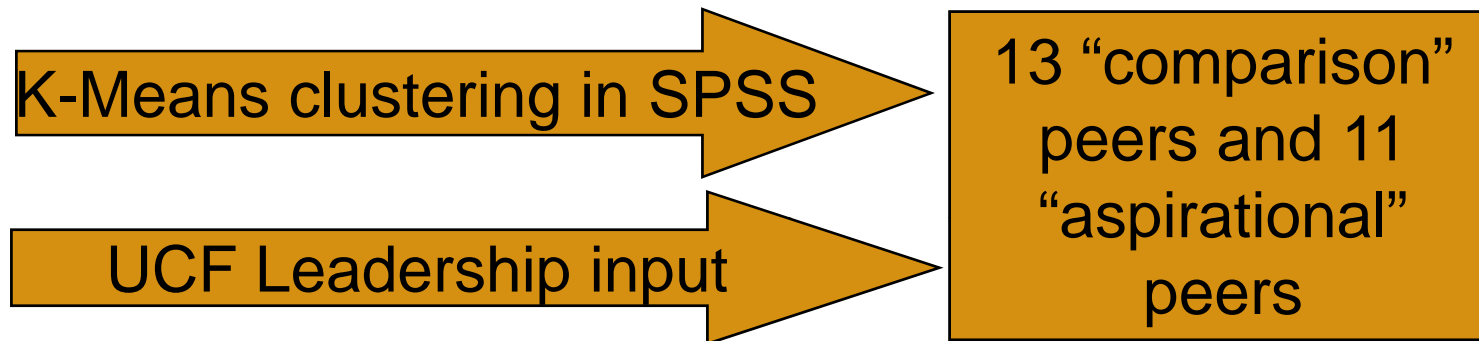 K-Means clustering in SPSS
UCF Leadership input
13 “comparison”
peers and 11
“aspirational”
peers